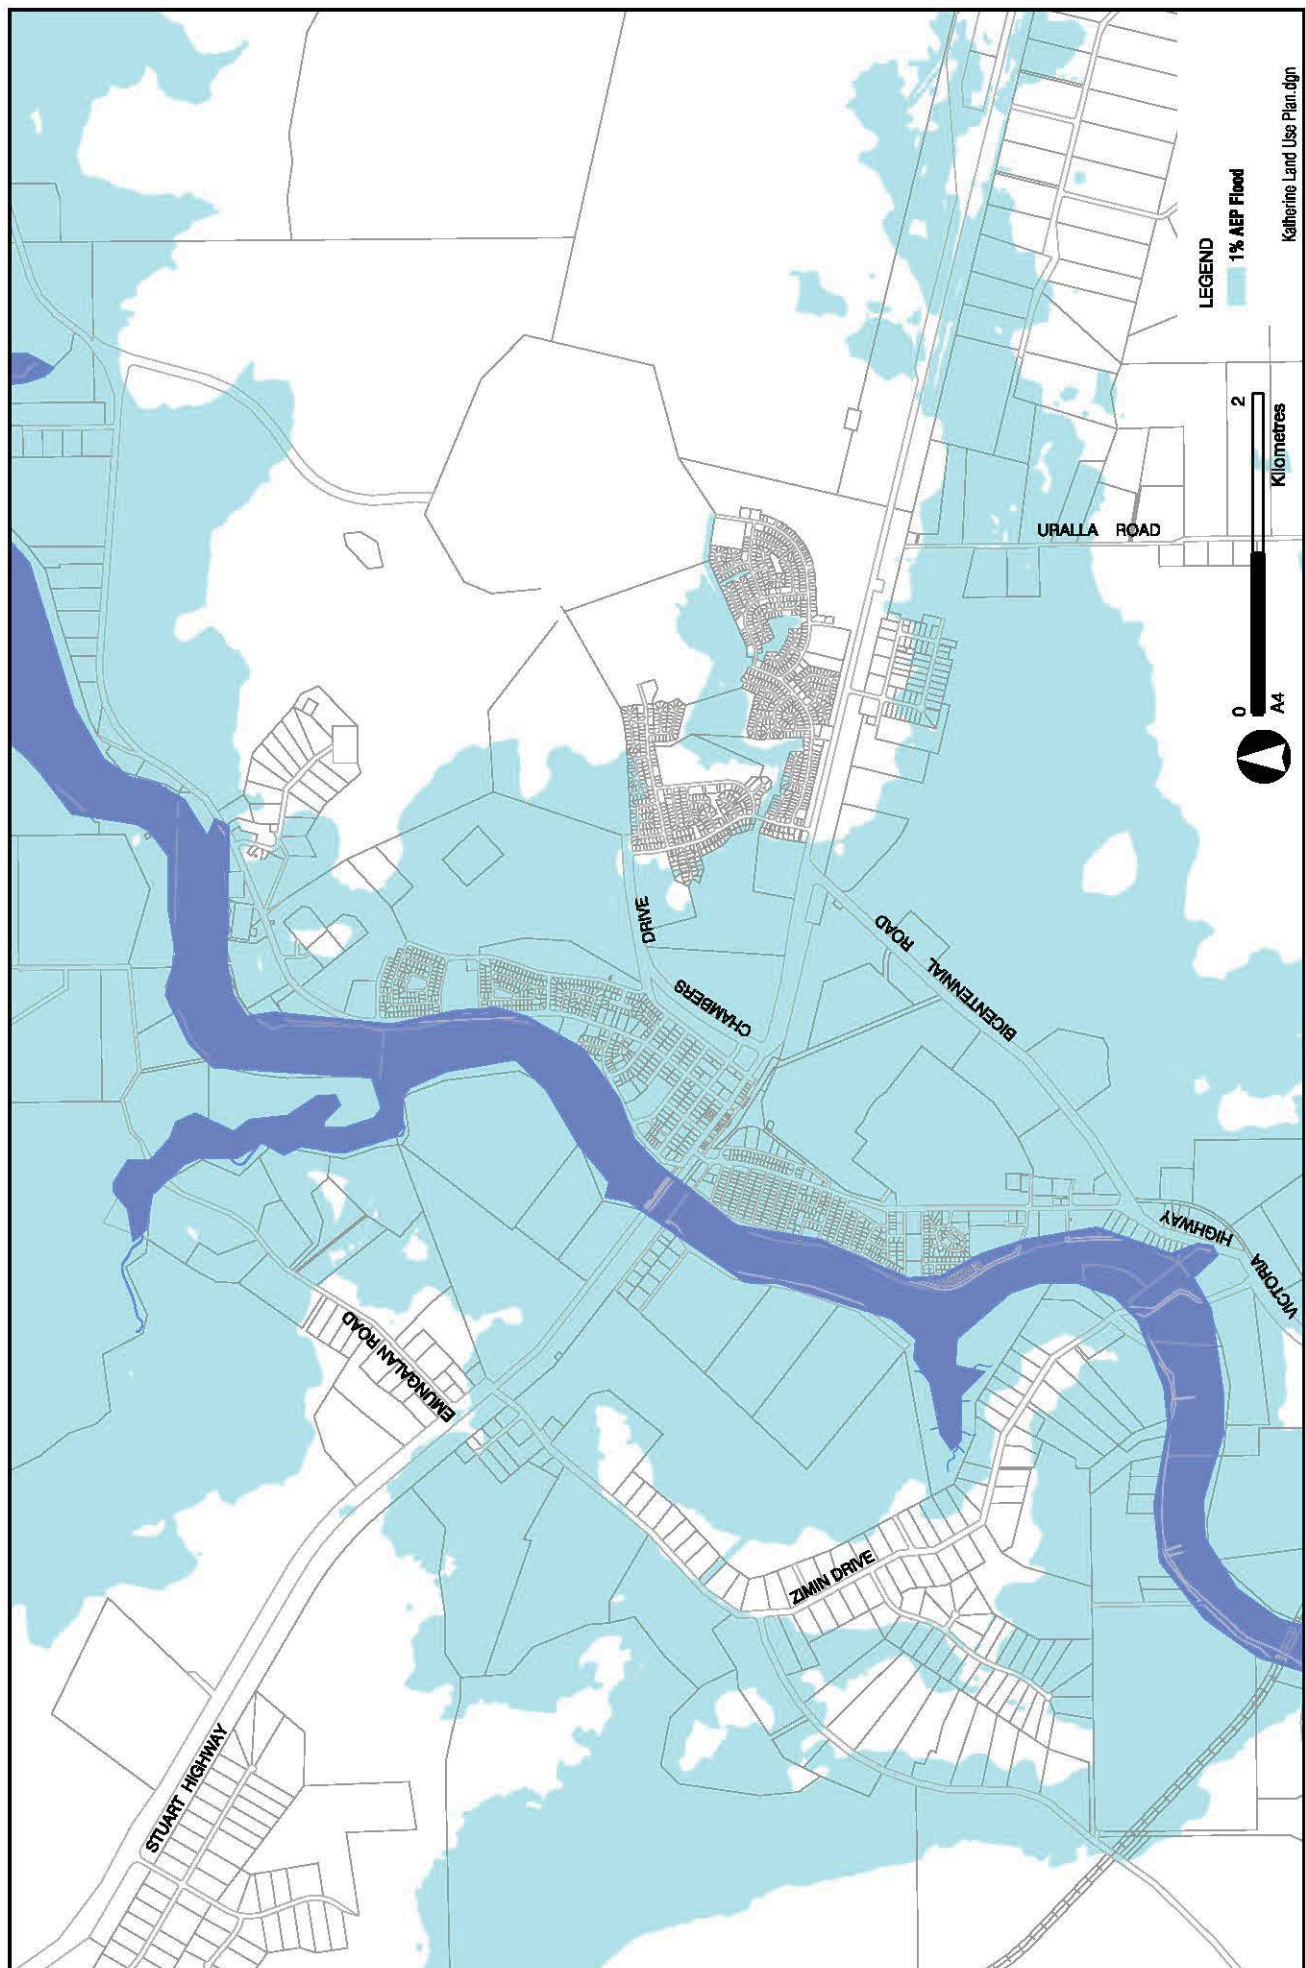 STUART HIGHWAY
EMUNGALAN ROAD
ZIMIN DRIVE
VICTORIA
HIGHWAY
BICENTENNIAL
ROAD
CHAMBERS
DRIVE
URALLA ROAD
LEGEND
1% AEP Flood
0
2
Kilometres
A4
Katherine Land Use Plan.dgn